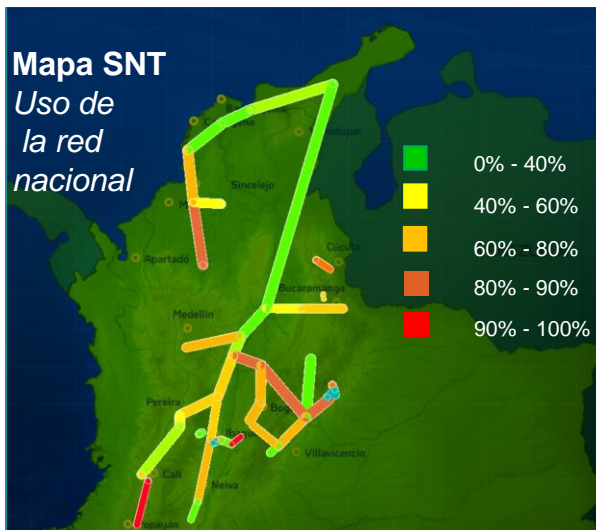 Mapa SNT
Uso de
la red
nacional
Sincelejo
Apartadó
Cúcuta
Bucaramanga
Medellín
Pereira
Cali
Neiva
Villavicencio
0% - 40%
40% - 60%
60% - 80%
80% - 90%
90% - 100%